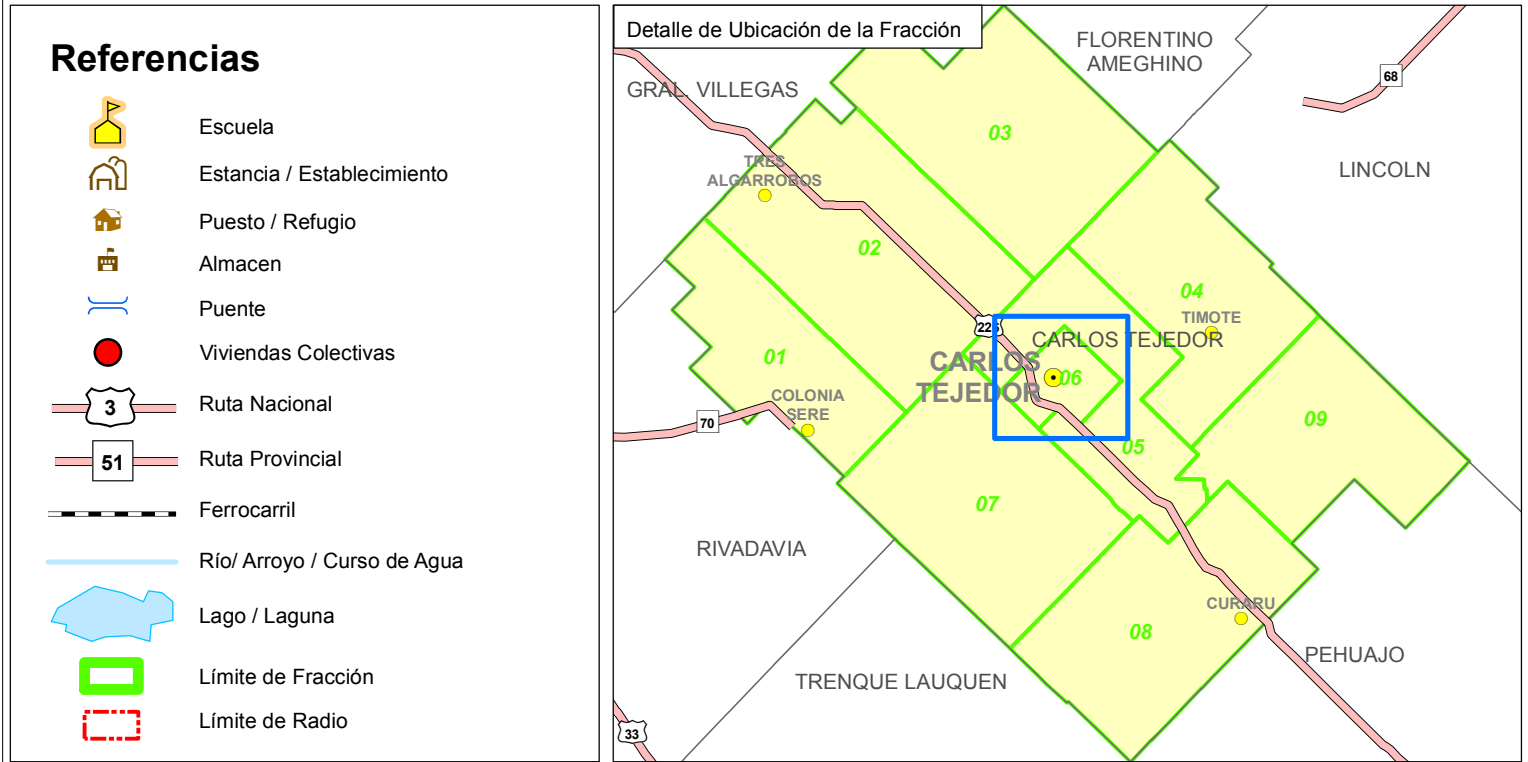 Referencias
Escuela
Estancia / Establecimiento
Puesto / Refugio
Almacen
Puente
Viviendas Colectivas
3
Ruta Nacional
51
Ruta Provincial
Ferrocarril
Río/ Arroyo / Curso de Agua
Lago / Laguna
Límite de Fracción
Límite de Radio
Detalle de Ubicación de la Fracción
FLORENTINO
AMEGHINO
68
GRAL. VILLEGAS
03
LINCOLN
TRES
ALGARROBOS
02
04
TIMOTE
226
CARLOS TEJEDOR
CARLOS
TEJEDOR
06
01
COLONIA
SERE
70
09
05
07
RIVADAVIA
CURARU
08
PEHUAJO
TRENQUE LAUQUEN
33